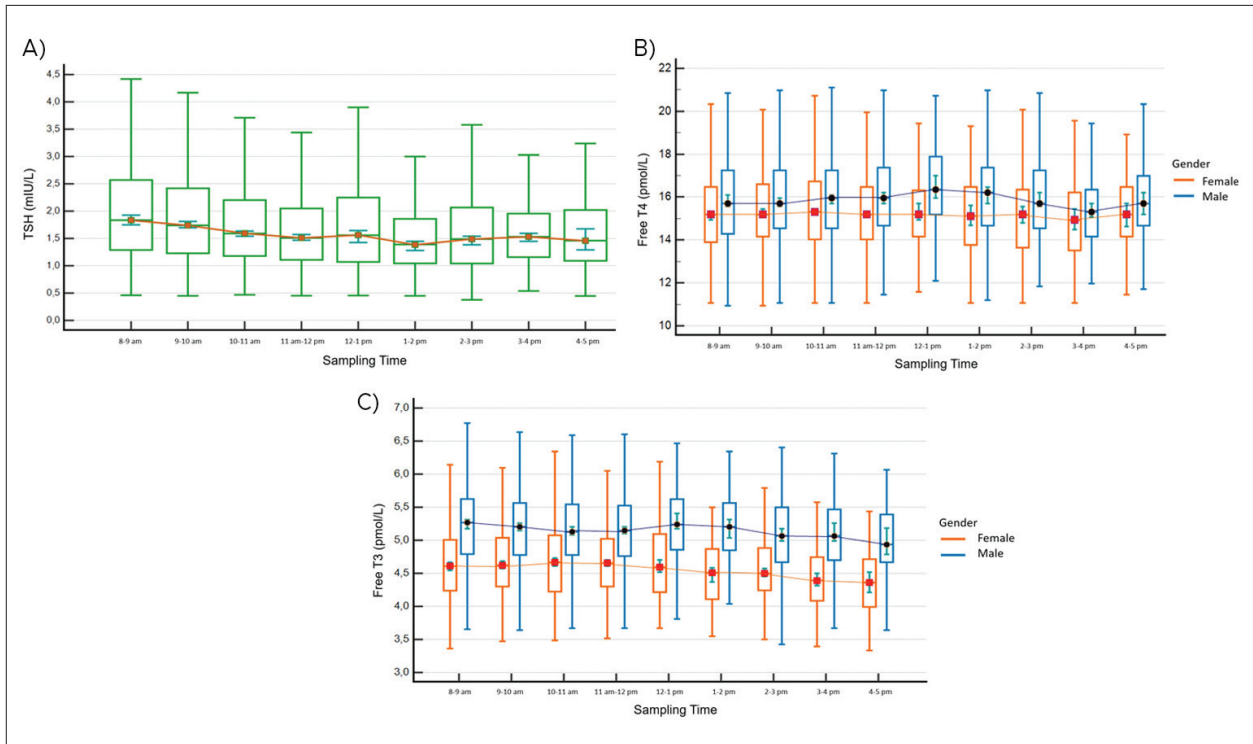 A)
TSH (mIU/L)
4,5
4,0
3,5
3,0
2,5
2,0
1,5
1,0
0,5
0,0
8-9 am 9-10 am 10-11 am 11 am-12 pm 12-1 pm 1-2 pm 2-3 pm 3-4 pm 4-5 pm
Sampling Time
B)
Free T4 (pmol/L)
22
20
18
16
14
12
10
8-9 am 9-10 am 10-11 am 11 am-12 pm 12-1 pm 1-2 pm 2-3 pm 3-4 pm 4-5 pm
Sampling Time
Gender
Female
Male
C)
Free T3 (pmol/L)
7,0
6,5
6,0
5,5
5,0
4,5
4,0
3,5
3,0
8-9 am 9-10 am 10-11 am 11 am-12 pm 12-1 pm 1-2 pm 2-3 pm 3-4 pm 4-5 pm
Sampling Time
Gender
Female
Male